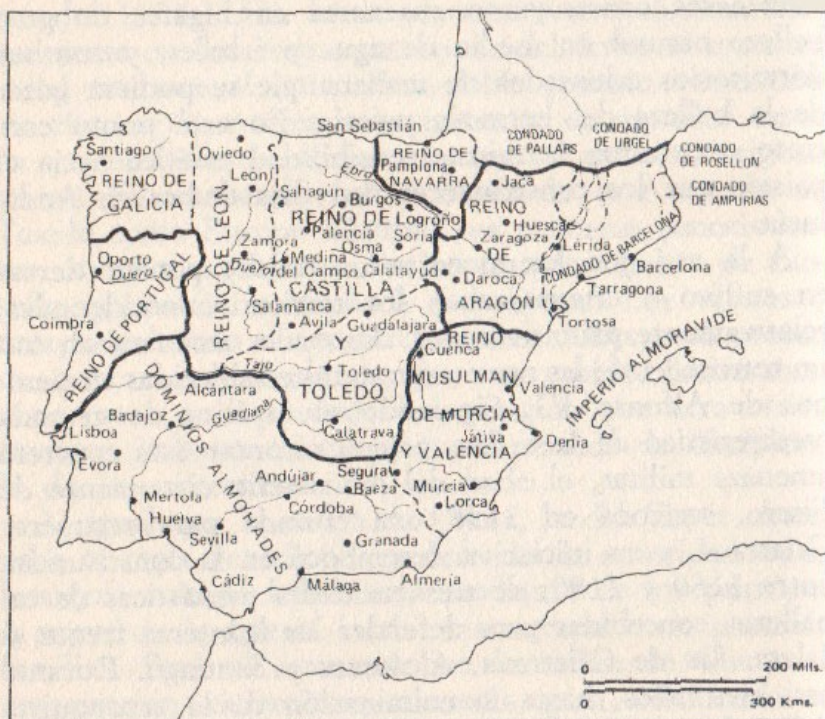 San Sebastián
CONDADO
DE PALLARS
CONDADO
DE URGEL
CONDADO
DE ROSELLON
CONDADO
DE AMPURIAS
Santiago
Oviedo
León
REINO DE
GALICIA
REINO DE
Pamplona
NAVARRA
Ebro
Jaca
Sahagún
Burgos
Logroño
REINO DE
CASTILLA
REINO
DE
ARAGÓN
Huesca
Zaragoza
Lérida
CONDADO DE BARCELONA
Barcelona
Tarragona
Tortosa
Palencia
Soria
Osma
Zamora
Duero
Medina
del Campo
Calatayud
Daroca
Oporto
Duero
REINO DE PORTUGAL
REINO DE LEON
Salamanca
Avila
Guadalajara
Coimbra
Cuenca
REINO
MUSULMAN
DE MURCIA
Y VALENCIA
Valencia
IMPERIO ALMORAVIDE
Tajo
Toledo
TOLEDO
Alcántara
DOMINIOS ALMOHADE
Badajoz
Guadiana
Calatrava
Játiva
Denia
Lisboa
Evora
Segura
Murcia
Andújar
Baeza
Lorca
Mertola
Córdoba
Huelva
Sevilla
Granada
Cádiz
Málaga
Almería
0
200 Mlls.
0
300 Kms.